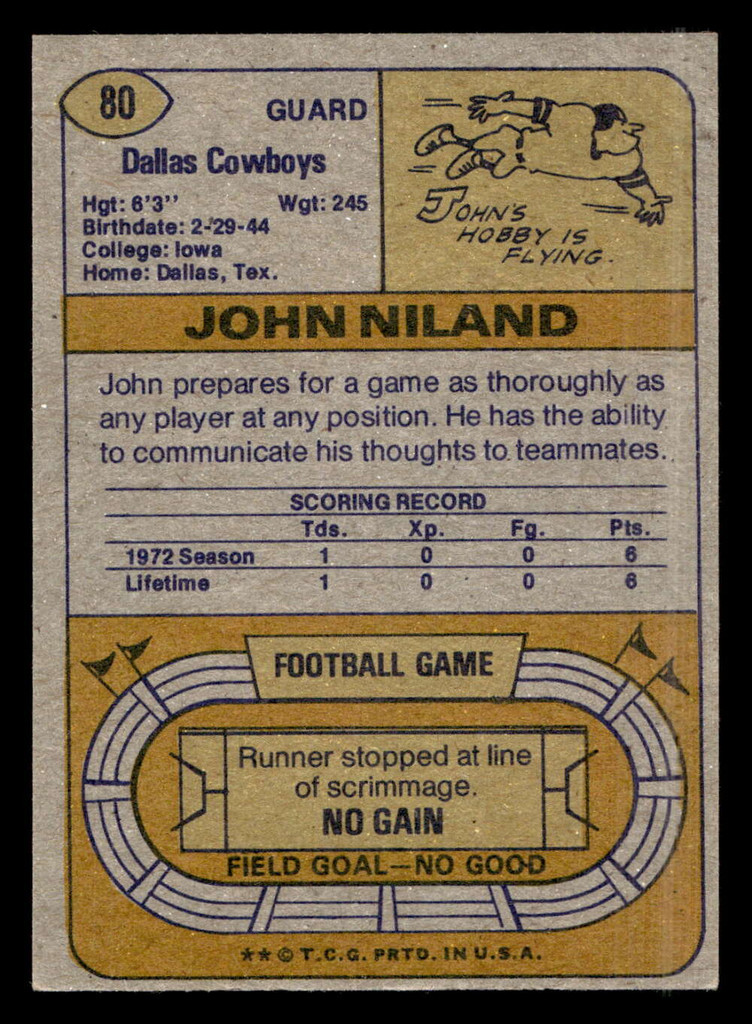 80
GUARD
Dallas Cowboys
Hgt: 6'3'' Wgt: 245
Birthdate: 2-29-44
College: Iowa
Home: Dallas, Tex.
JOHN'S
HOBBY IS
FLYING.
JOHN NILAND
John prepares for a game as thoroughly as
any player at any position. He has the ability
to communicate his thoughts to teammates.
SCORING RECORD
Tds. Xp. Fg. Pts.
1972 Season 1 0 0 6
Lifetime 1 0 0 6
FOOTBALL GAME
Runner stopped at line
of scrimmage.
NO GAIN
FIELD GOAL—NO GOOD
** © T.C.G. PRTD. IN U.S.A.